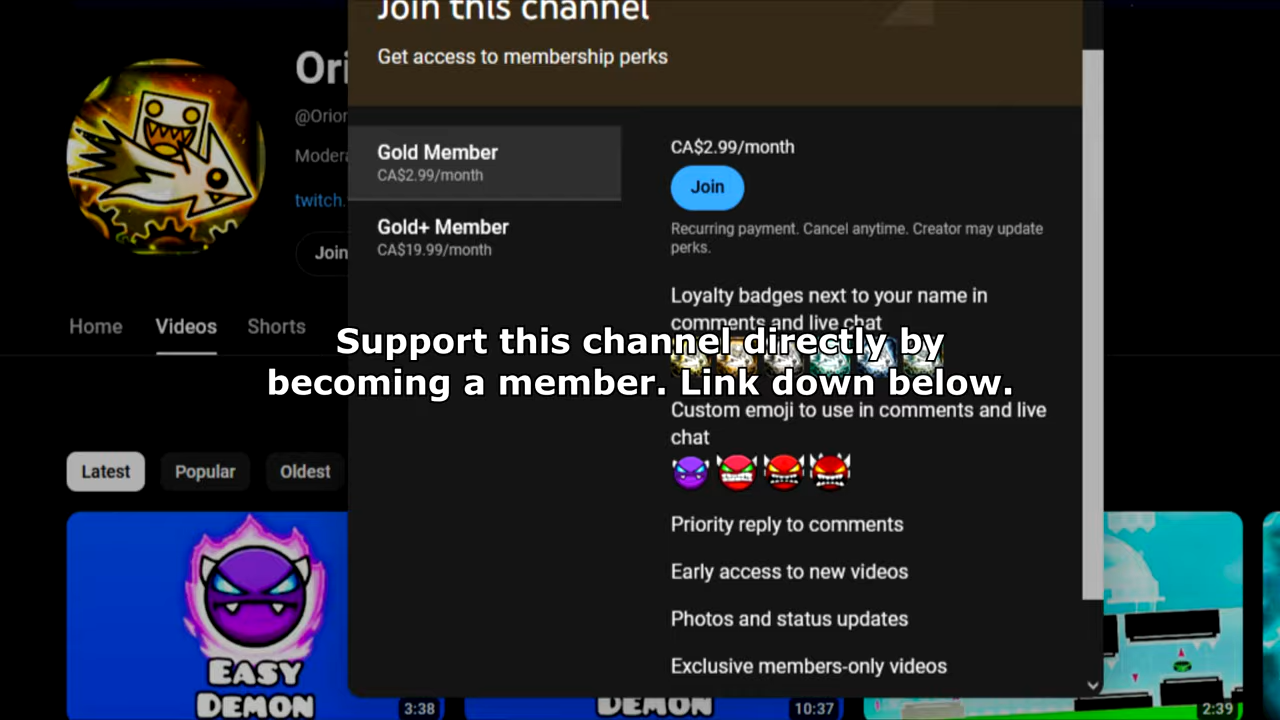 Join this channel
Get access to membership perks
Ori
@Orion
Modera
twitch.
Join
Gold Member
CA$2.99/month
Gold+ Member
CA$19.99/month
CA$2.99/month
Join
Recurring payment. Cancel anytime. Creator may update
perks.
Loyalty badges next to your name in
comments and live chat
Home
Videos
Shorts
Support this channel directly by
becoming a member. Link down below.
Custom emoji to use in comments and live
chat
Latest
Popular
Oldest
Priority reply to comments
Early access to new videos
Photos and status updates
Exclusive members-only videos
EASY
DEMON
3:38
DEMON
10:37
2:39